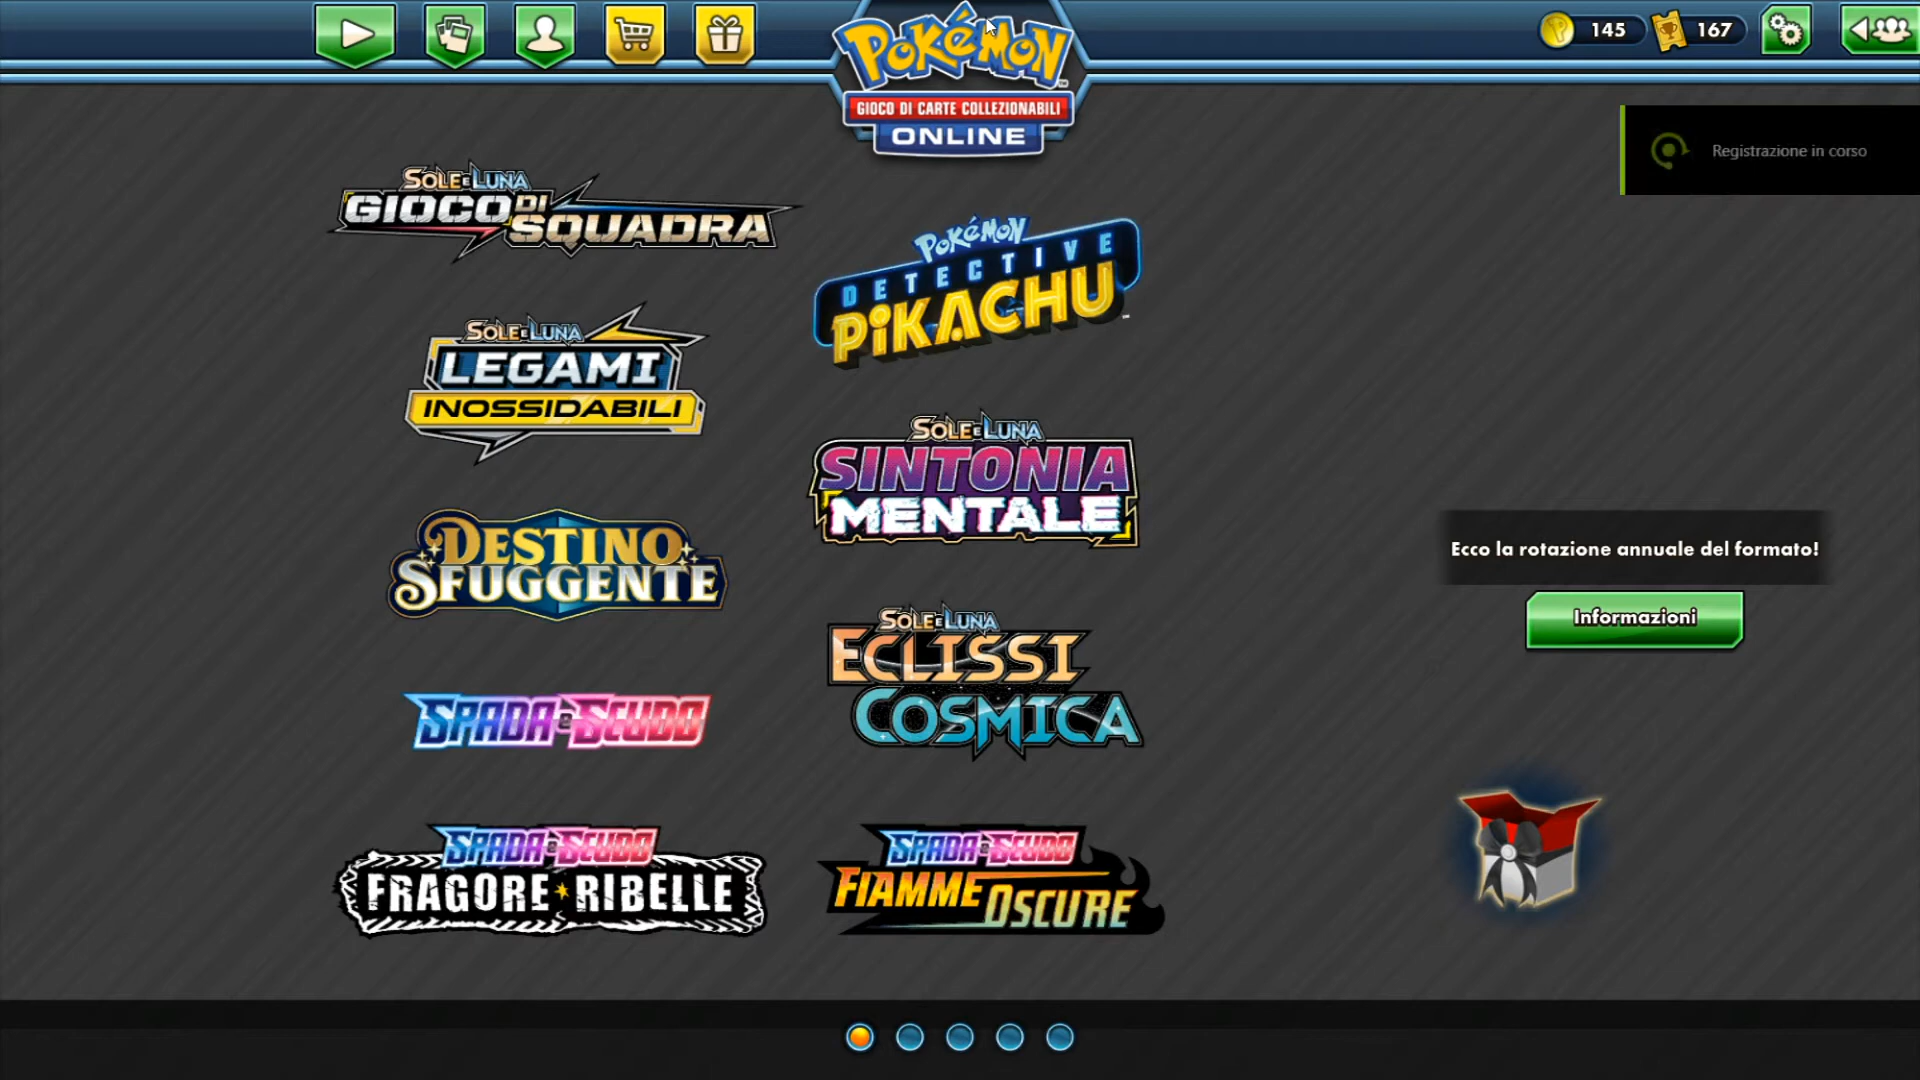 Pokémon
GIOCO DI CARTE COLLEZIONABILI
ONLINE
145
167
Registrazione in corso
SOLE E LUNA
GIOCO DI SQUADRA
Pokémon
DETECTIVE
PiKACHU
SOLE E LUNA
LEGAMI
INOSSIDABILI
SOLE E LUNA
SINTONIA
MENTALE
DESTINO
SFUGGENTE
SOLE E LUNA
ECLISSI
COSMICA
SPADA E SCUDO
SPADA E SCUDO
FRAGORE RIBELLE
SPADA E SCUDO
FIAMME
OSCURE
Ecco la rotazione annuale del formato!
Informazioni